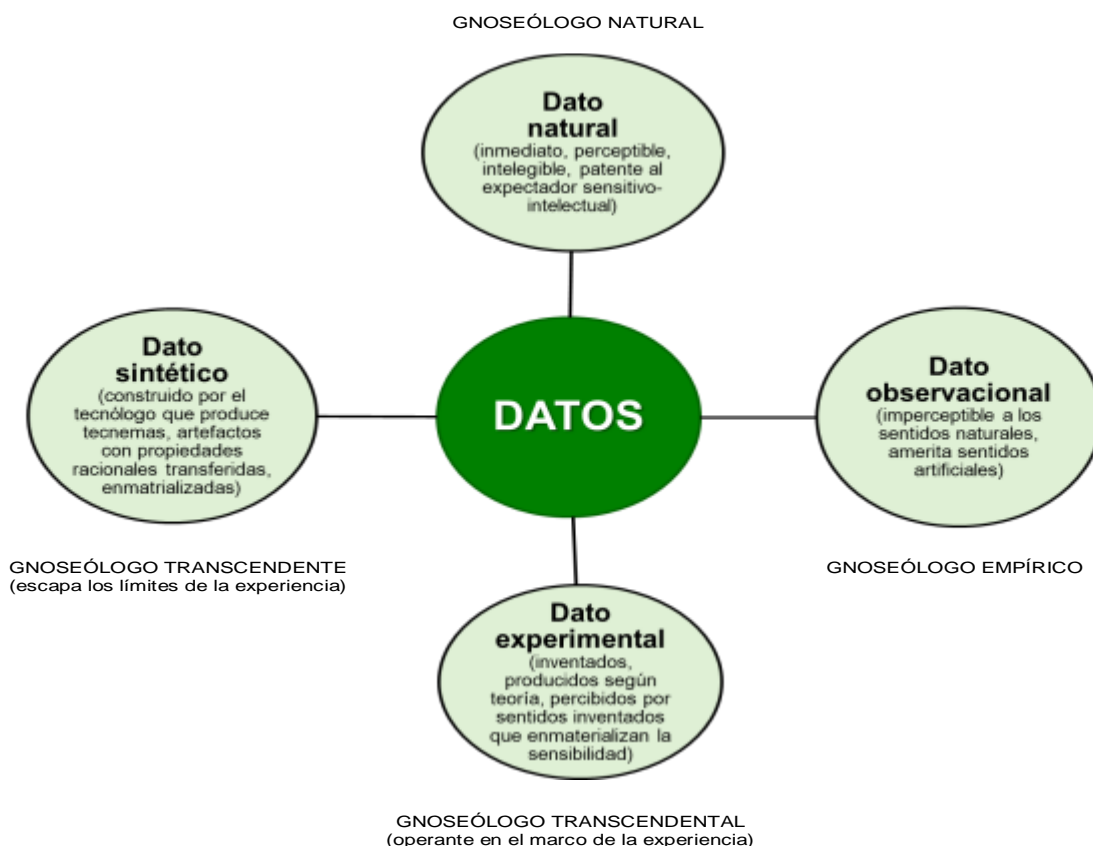 GNOSEÓLOGO NATURAL
Dato
natural
(inmediato, perceptible,
intelegible, patente al
expectador sensitivo-
intelectual)
Dato
sintético
(construido por el
tecnólogo que produce
tecnemas, artefactos
con propiedades
racionales transferidas,
enmatrializadas)
DATOS
Dato
observacional
(imperceptible a los
sentidos naturales,
amerita sentidos
artificiales)
GNOSEÓLOGO TRANSCENDENTE
(escapa los límites de la experiencia)
GNOSEÓLOGO EMPÍRICO
Dato
experimental
(inventados,
producidos según
teoría, percibidos por
sentidos inventados
que enmaterializan la
sensibilidad)
GNOSEÓLOGO TRANSCENDENTAL
(operante en el marco de la experiencia)